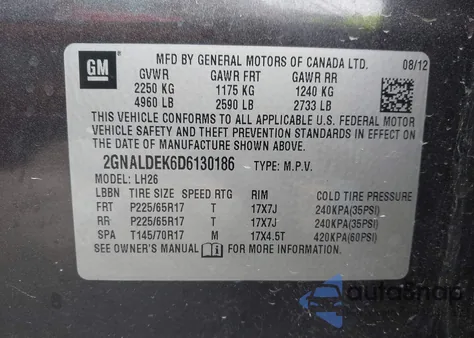 GM
MFD BY GENERAL MOTORS OF CANADA LTD. 08/12
GVWR GAWR FRT GAWR RR
2250 KG 1175 KG 1240 KG
4960 LB 2590 LB 2733 LB
THIS VEHICLE CONFORMS TO ALL APPLICABLE U.S. FEDERAL MOTOR
VEHICLE SAFETY AND THEFT PREVENTION STANDARDS IN EFFECT ON
THE DATE OF MANUFACTURE SHOWN ABOVE.
2GNALDEK6D6130186 TYPE: M.P.V.
MODEL: LH26
LBBN TIRE SIZE SPEED RTG RIM COLD TIRE PRESSURE
FRT P225/65R17 T 17X7J 240KPA(35PSI)
RR P225/65R17 T 17X7J 240KPA(35PSI)
SPA T145/70R17 M 17X4.5T 420KPA(60PSI)
SEE OWNER'S MANUAL i FOR MORE INFORMATION.
autoSnap